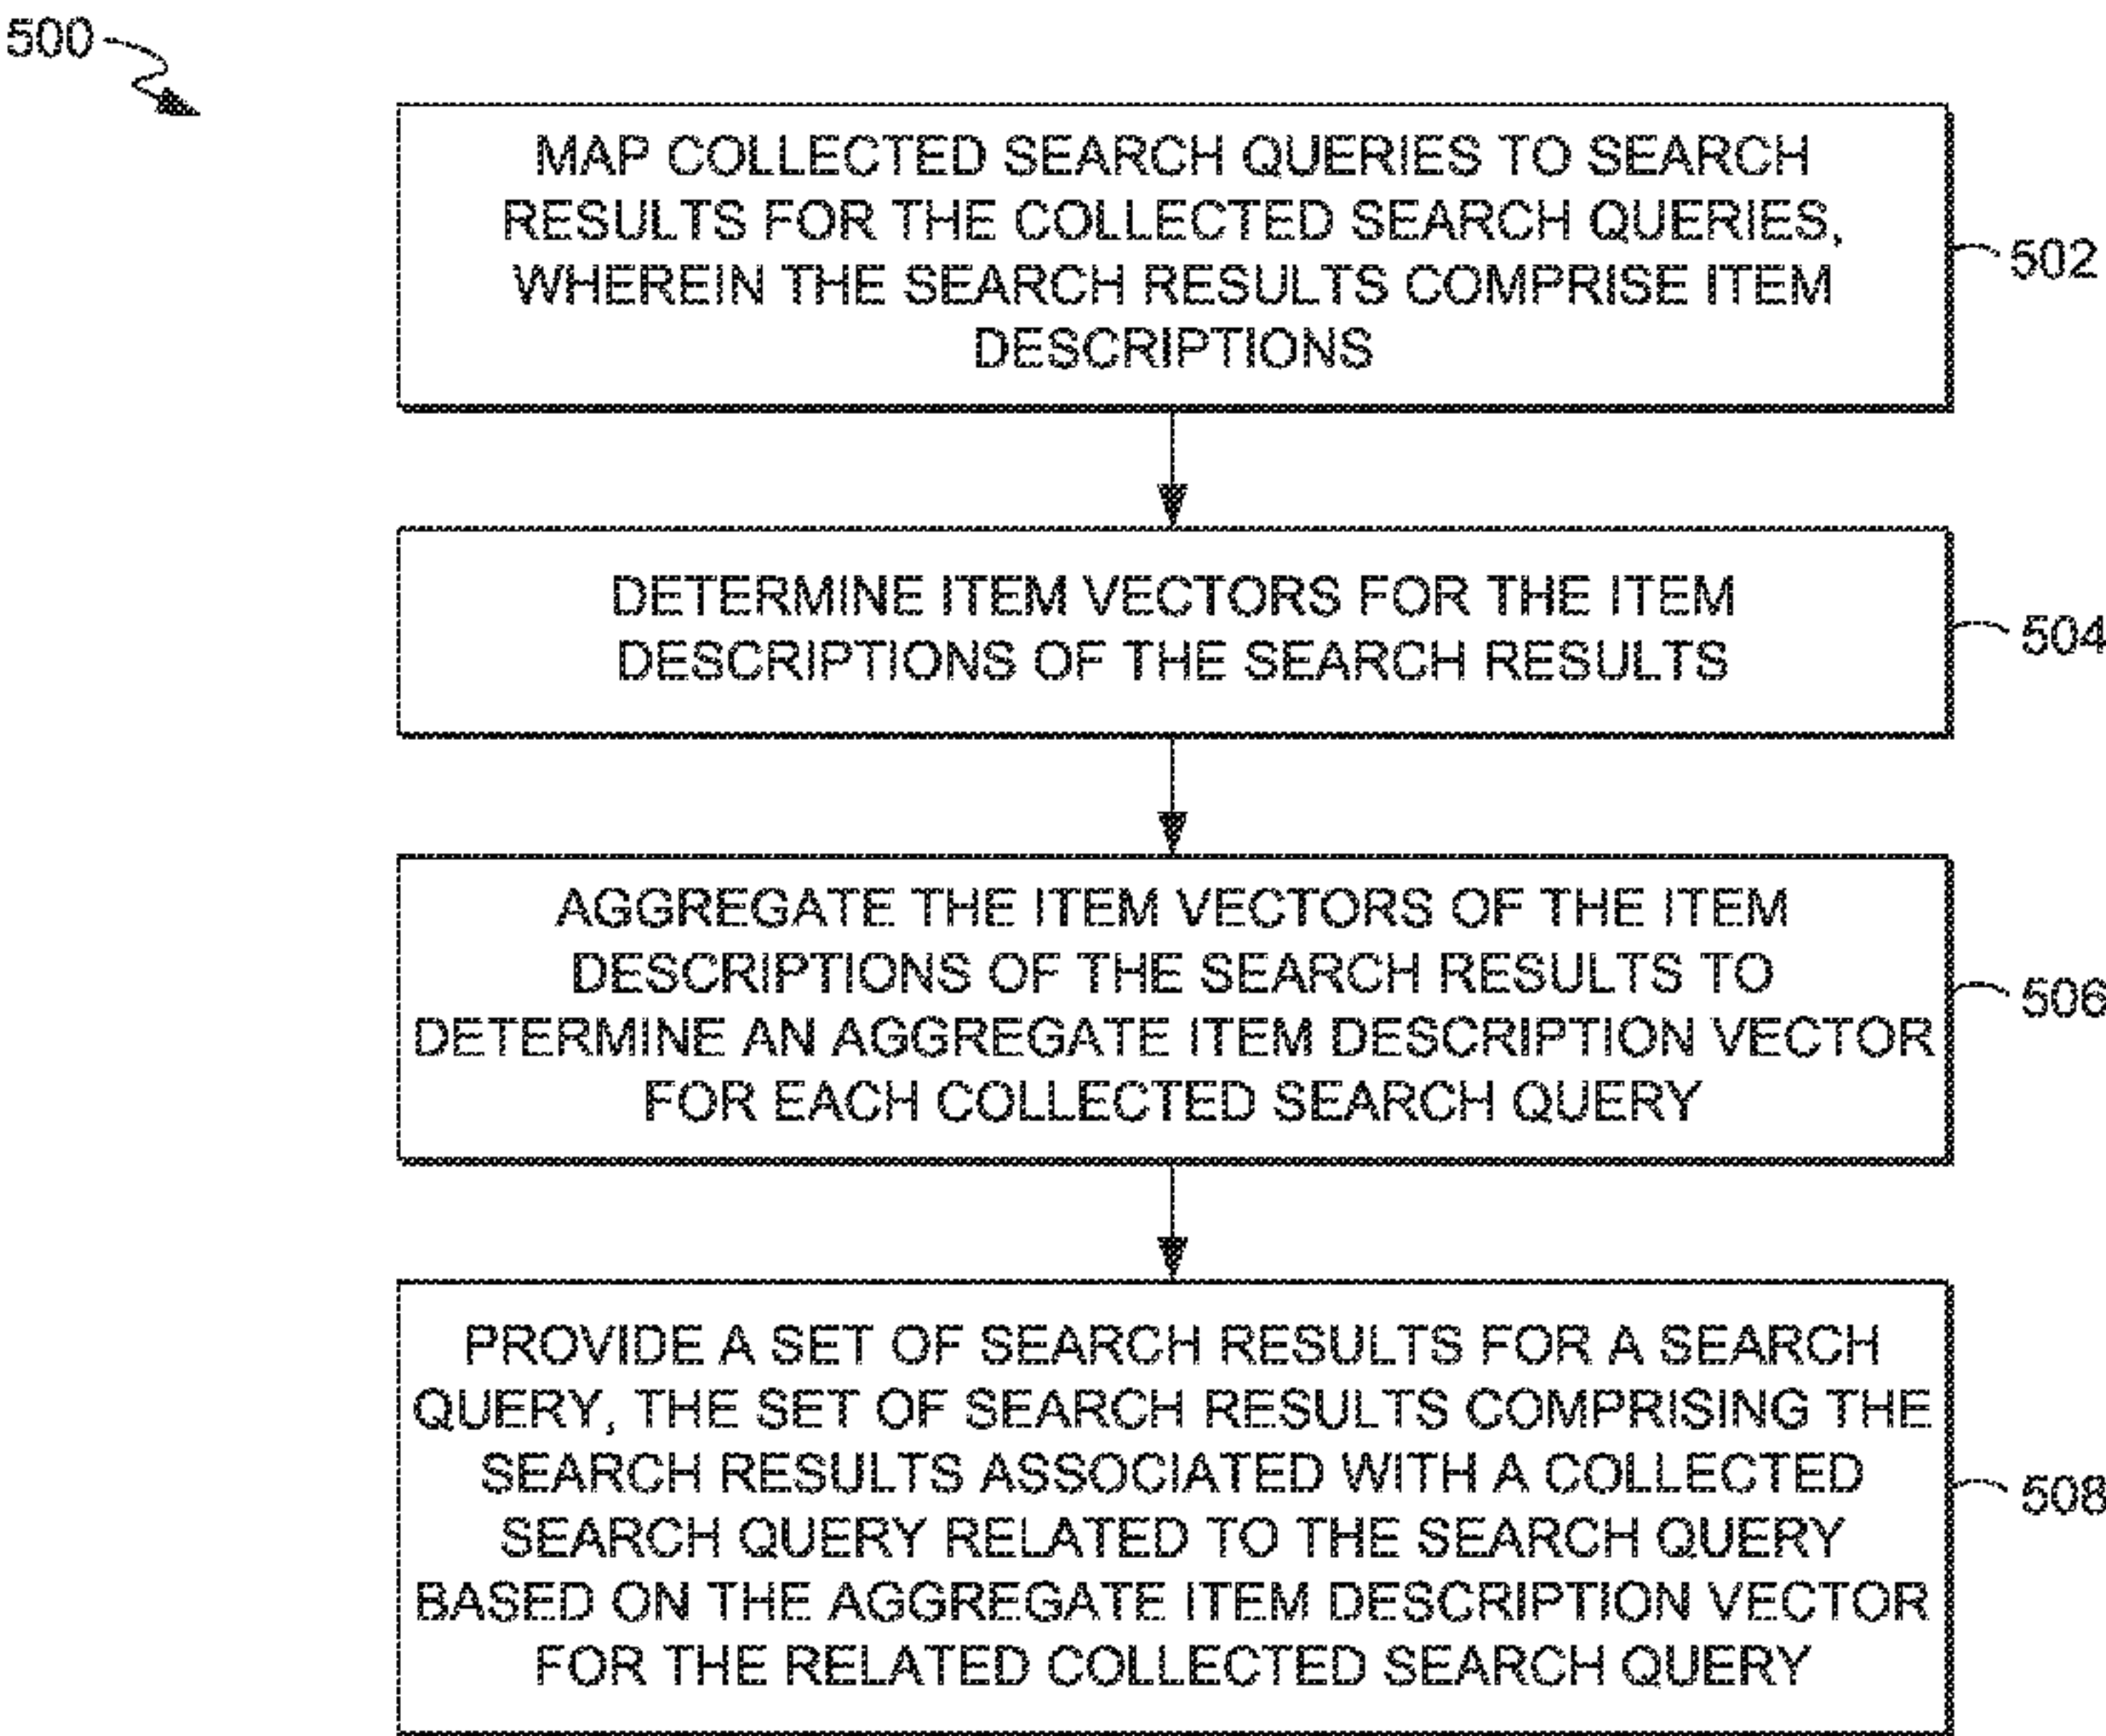 500
MAP COLLECTED SEARCH QUERIES TO SEARCH
RESULTS FOR THE COLLECTED SEARCH QUERIES,
WHEREIN THE SEARCH RESULTS COMPRISE ITEM
DESCRIPTIONS
502
DETERMINE ITEM VECTORS FOR THE ITEM
DESCRIPTIONS OF THE SEARCH RESULTS
504
AGGREGATE THE ITEM VECTORS OF THE ITEM
DESCRIPTIONS OF THE SEARCH RESULTS TO
DETERMINE AN AGGREGATE ITEM DESCRIPTION VECTOR
FOR EACH COLLECTED SEARCH QUERY
506
PROVIDE A SET OF SEARCH RESULTS FOR A SEARCH
QUERY, THE SET OF SEARCH RESULTS COMPRISING THE
SEARCH RESULTS ASSOCIATED WITH A COLLECTED
SEARCH QUERY RELATED TO THE SEARCH QUERY
BASED ON THE AGGREGATE ITEM DESCRIPTION VECTOR
FOR THE RELATED COLLECTED SEARCH QUERY
508